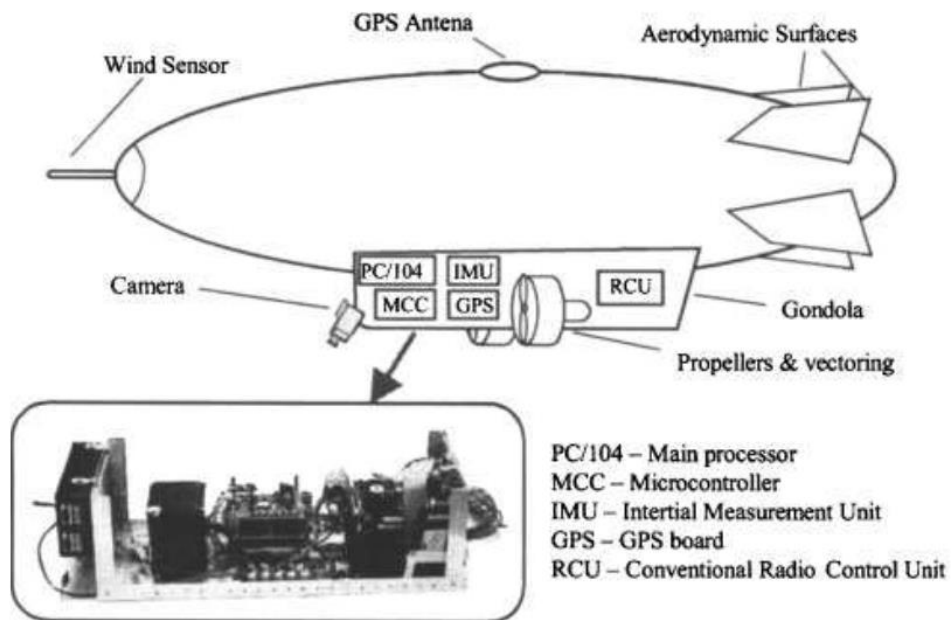 GPS Antena
Aerodynamic Surfaces
Wind Sensor
PC/104
IMU
RCU
Camera
MCC
GPS
Gondola
Propellers & vectoring
PC/104 – Main processor
MCC – Microcontroller
IMU – Intertial Measurement Unit
GPS – GPS board
RCU – Conventional Radio Control Unit